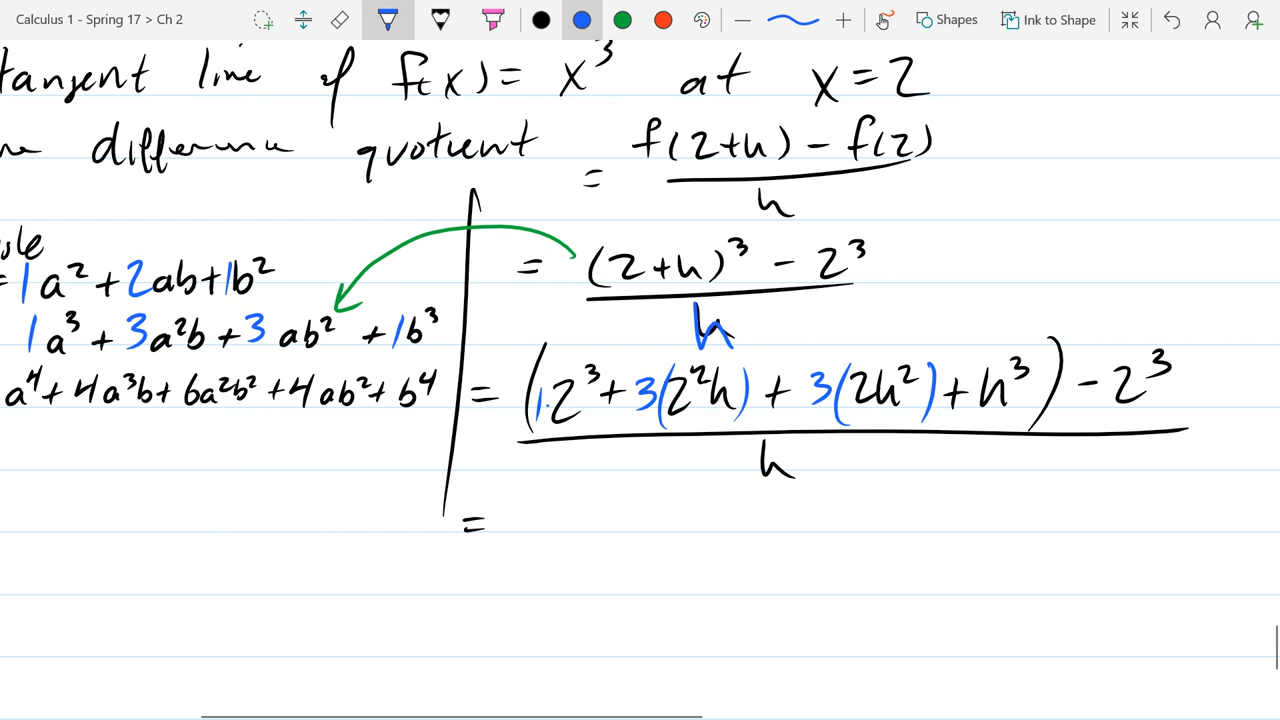 Calculus 1 - Spring 17 > Ch 2
Shapes
Ink to Shape
tangent line of f(x) = x³ at x = 2
difference quotient = f(2+h) - f(2) / h
= (2+h)³ - 2³ / h
= 1a² + 2ab + 1b²
1a³ + 3a²b + 3ab² + 1b³
a⁴ + 4a³b + 6a²b² + 4ab² + b⁴
= (1·2³ + 3(2²h) + 3(2h²) + h³) - 2³ / h
=